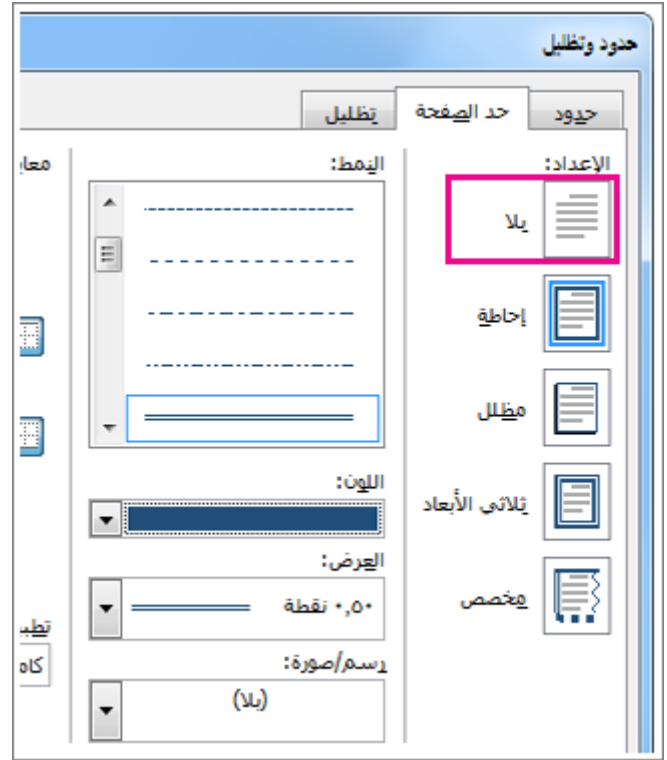 حدود وتظليل
حدود
حد الصفحة
تظليل
الإعداد:
بلا
إحاطة
مظلل
ثلاثي الأبعاد
مخصص
النمط:
اللون:
العرض:
٠,٥٠ نقطة
رسم/صورة:
(بلا)